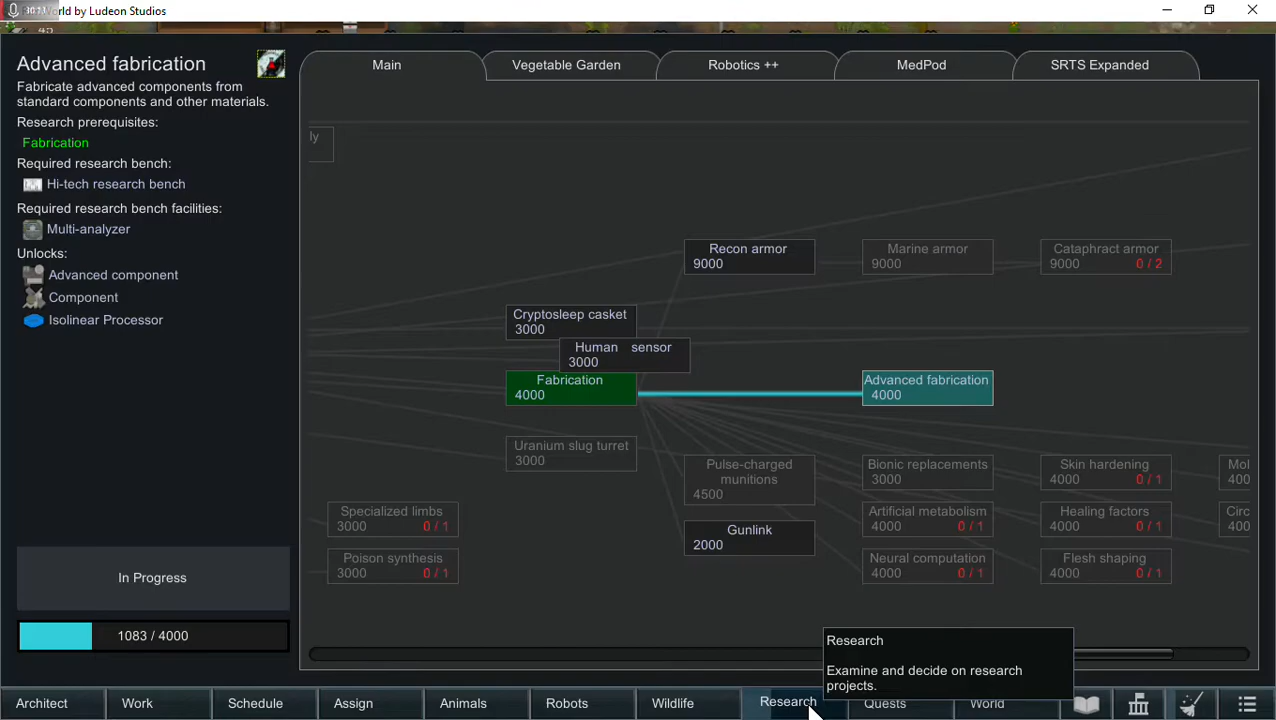 World by Ludeon Studios
Advanced fabrication
Fabricate advanced components from
standard components and other materials.
Research prerequisites:
Fabrication
Required research bench:
Hi-tech research bench
Required research bench facilities:
Multi-analyzer
Unlocks:
Advanced component
Component
Isolinear Processor
In Progress
1083 / 4000
Main
Vegetable Garden
Robotics ++
MedPod
SRTS Expanded
ly
Recon armor
9000
Marine armor
9000
Cataphract armor
9000 0 / 2
Cryptosleep casket
3000
Human sensor
3000
Fabrication
4000
Advanced fabrication
4000
Uranium slug turret
3000
Pulse-charged
munitions
4500
Bionic replacements
3000
Skin hardening
4000 0 / 1
Mol
400
Specialized limbs
3000 0 / 1
Gunlink
2000
Artificial metabolism
4000 0 / 1
Healing factors
4000 0 / 1
Circ
400
Poison synthesis
3000 0 / 1
Neural computation
4000 0 / 1
Flesh shaping
4000 0 / 1
Research
Examine and decide on research
projects.
Architect
Work
Schedule
Assign
Animals
Robots
Wildlife
Research
Quests
World